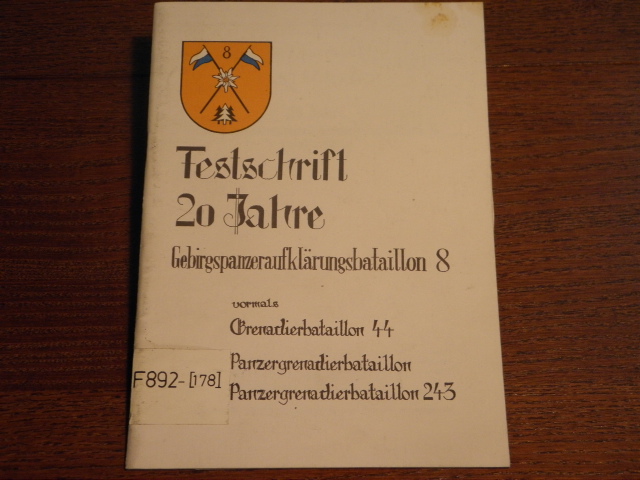 8
Festschrift
20 Jahre
Gebirgspanzeraufklärungsbataillon 8
vormals
Grenadierbataillon 44
Panzergrenadierbataillon
Panzergrenadierbataillon 243
F892-[178]